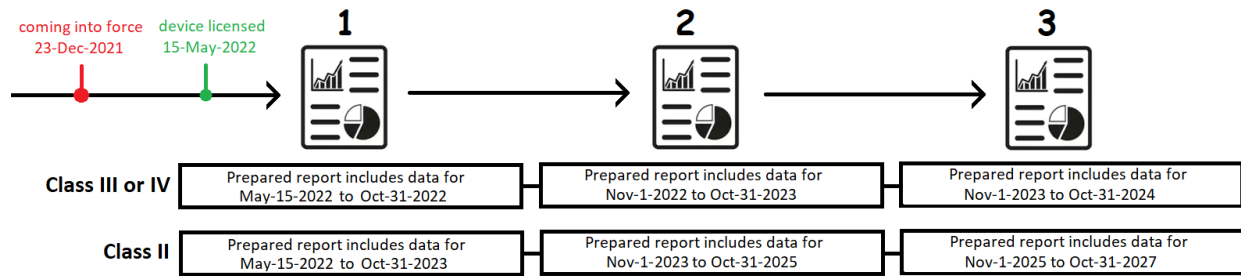 coming into force
23-Dec-2021
device licensed
15-May-2022
1
2
3
Class III or IV
Prepared report includes data for
May-15-2022 to Oct-31-2022
Prepared report includes data for
Nov-1-2022 to Oct-31-2023
Prepared report includes data for
Nov-1-2023 to Oct-31-2024
Class II
Prepared report includes data for
May-15-2022 to Oct-31-2023
Prepared report includes data for
Nov-1-2023 to Oct-31-2025
Prepared report includes data for
Nov-1-2025 to Oct-31-2027